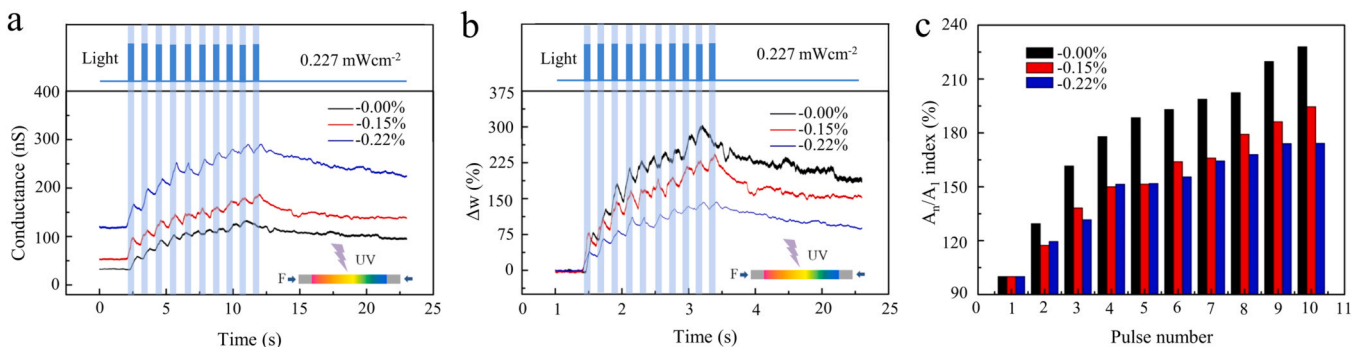 a
Light
0.227 mWcm-2
400
300
200
100
0
Conductance (nS)
-0.00%
-0.15%
-0.22%
UV
F
0
5
10
15
20
25
Time (s)
b
Light
0.227 mWcm-2
375
300
225
150
75
0
Δw (%)
-0.00%
-0.15%
-0.22%
UV
F
1
2
3
4
20
25
Time (s)
c
240
210
180
150
120
90
An/A1 index (%)
-0.00%
-0.15%
-0.22%
0
1
2
3
4
5
6
7
8
9
10
11
Pulse number